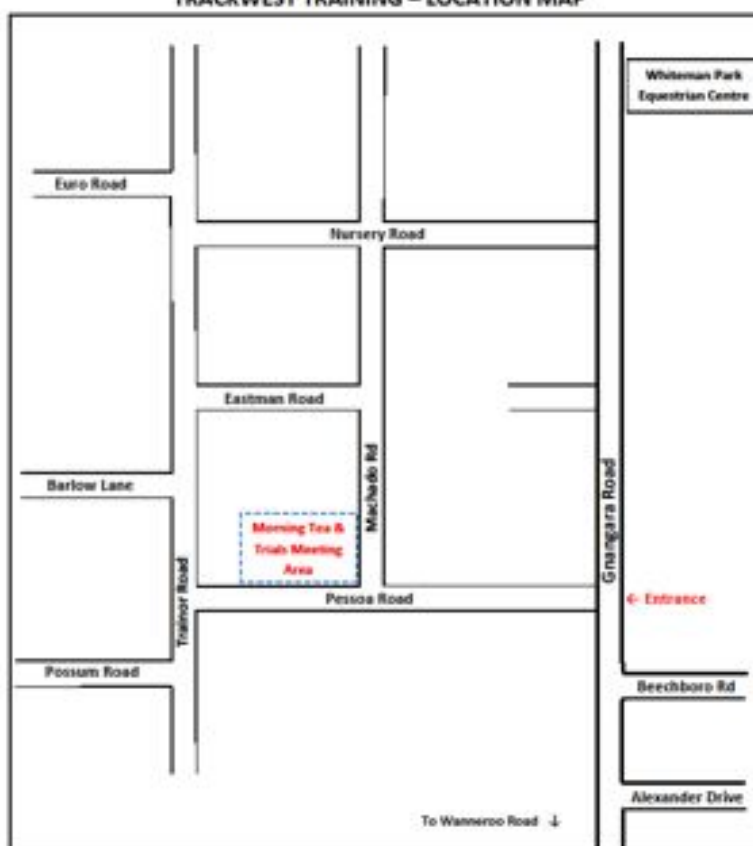 TRACKWEST TRAINING – LOCATION MAP
Whiteman Park
Equestrian Centre
Euro Road
Nursery Road
Eastman Road
Machado Rd
Barlow Lane
Gnangara Road
Morning Tea &
Trials Meeting
Area
Trainor Road
Pessoa Road
← Entrance
Possum Road
Beechboro Rd
Alexander Drive
To Wanneroo Road ↓